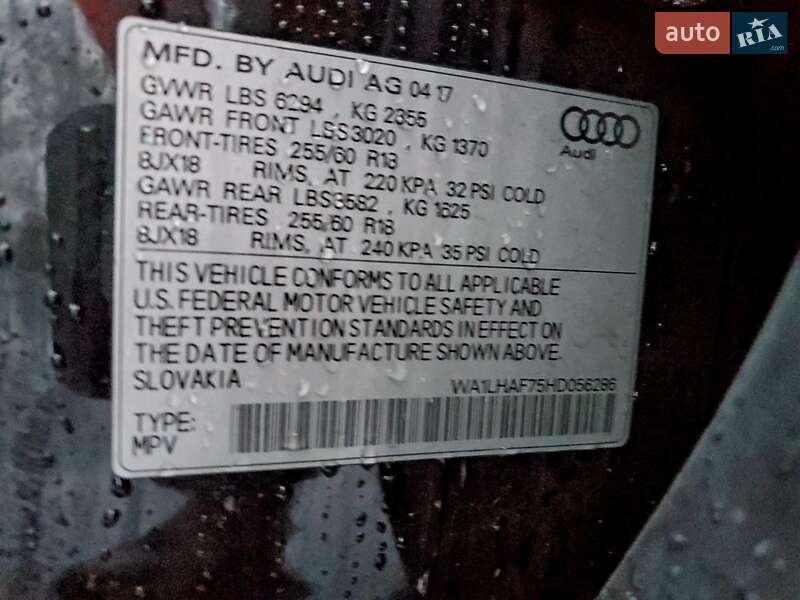 auto RIA
.com
MFD. BY AUDI AG 04 17
GVWR LBS 6294 , KG 2355
GAWR FRONT LBS3020 , KG 1370
FRONT-TIRES 255/60 R18
8JX18 RIMS, AT 220 KPA 32 PSI COLD
GAWR REAR LBS3582 , KG 1625
REAR-TIRES 255/60 R18
8JX18 RIMS, AT 240 KPA 35 PSI COLD
Audi
THIS VEHICLE CONFORMS TO ALL APPLICABLE
U.S. FEDERAL MOTOR VEHICLE SAFETY AND
THEFT PREVENTION STANDARDS IN EFFECT ON
THE DATE OF MANUFACTURE SHOWN ABOVE.
SLOVAKIA WA1LHAF75HD056286
TYPE:
MPV